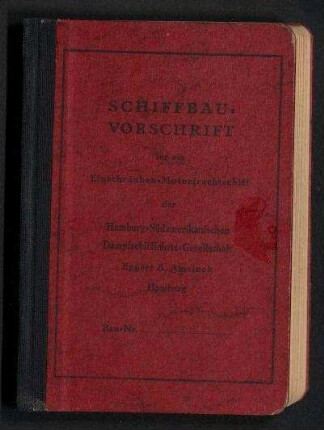 SCHIFFBAU-
VORSCHRIFT
für ein
Einschrauben-Motorfrachtschiff
der
Hamburg-Südamerikanischen
Dampfschifffahrts-Gesellschaft
Eggert & Amsinck
Hamburg
Bau-Nr.